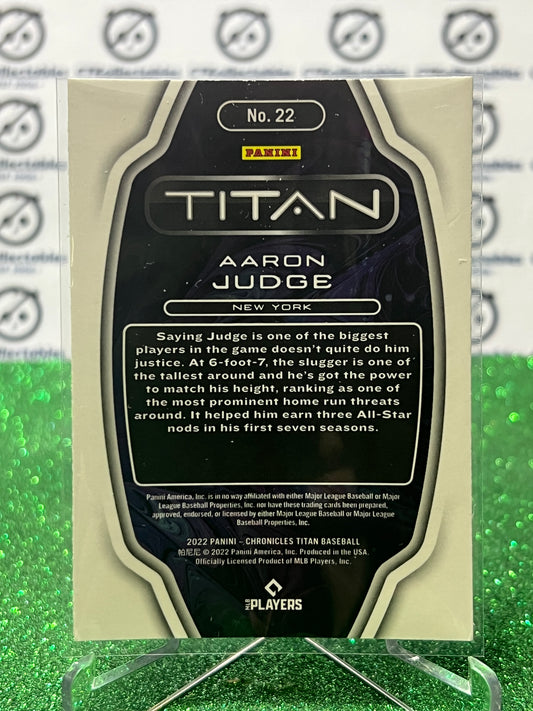 No. 22
PANINI
TITAN
AARON
JUDGE
NEW YORK
Saying Judge is one of the biggest
players in the game doesn't quite do him
justice. At 6-foot-7, the slugger is one of
the tallest around and he's got the power
to match his height, ranking as one of
the most prominent home run threats
around. It helped him earn three All-Star
nods in his first seven seasons.
Panini America, Inc. is in no way affiliated with either Major League Baseball or Major
League Baseball Properties, Inc. nor have these trading cards been prepared,
approved, endorsed, or licensed by either Major League Baseball or Major League
Baseball Properties, Inc.
2022 PANINI – CHRONICLES TITAN BASEBALL
帕尼尼 © 2022 Panini America, Inc. Produced in the USA.
Officially Licensed Product of MLB Players, Inc.
MLB PLAYERS